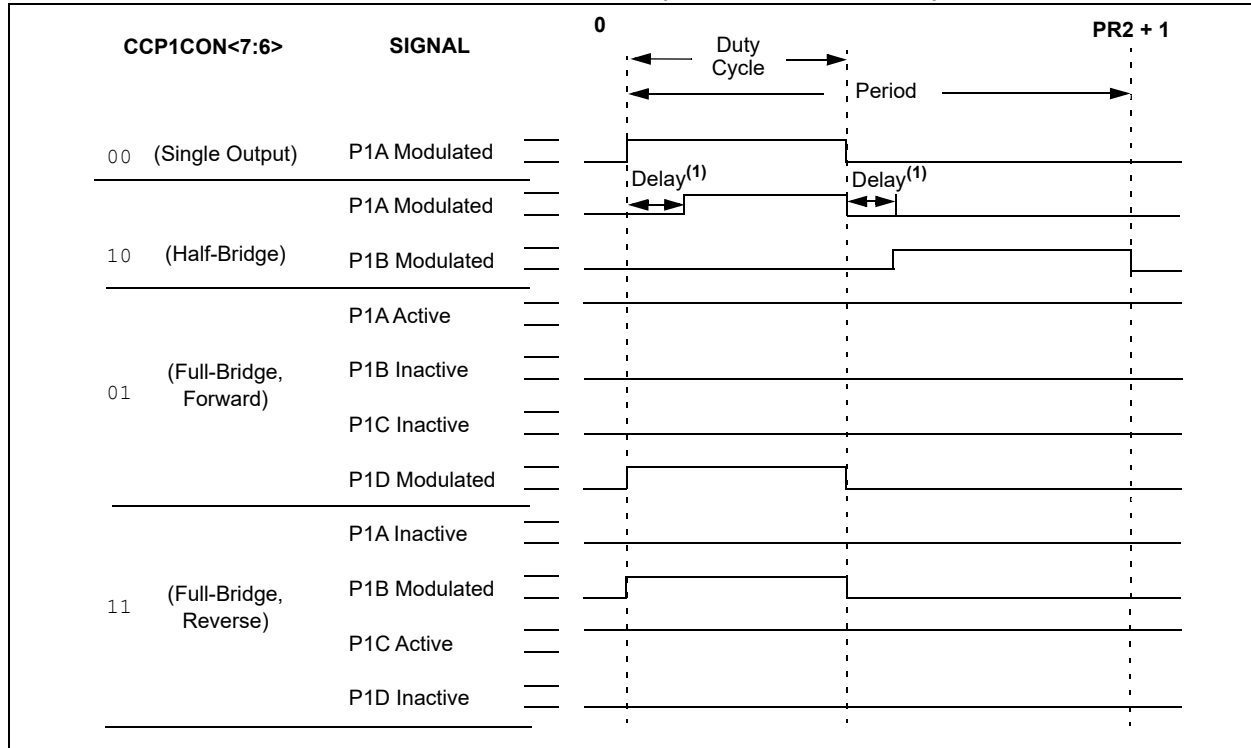 CCP1CON<7:6>
SIGNAL
0
PR2 + 1
Duty
Cycle
Period
00 (Single Output) P1A Modulated
Delay(1)
Delay(1)
P1A Modulated
10 (Half-Bridge) P1B Modulated
P1A Active
P1B Inactive
01 (Full-Bridge,
Forward)
P1C Inactive
P1D Modulated
P1A Inactive
P1B Modulated
11 (Full-Bridge,
Reverse)
P1C Active
P1D Inactive